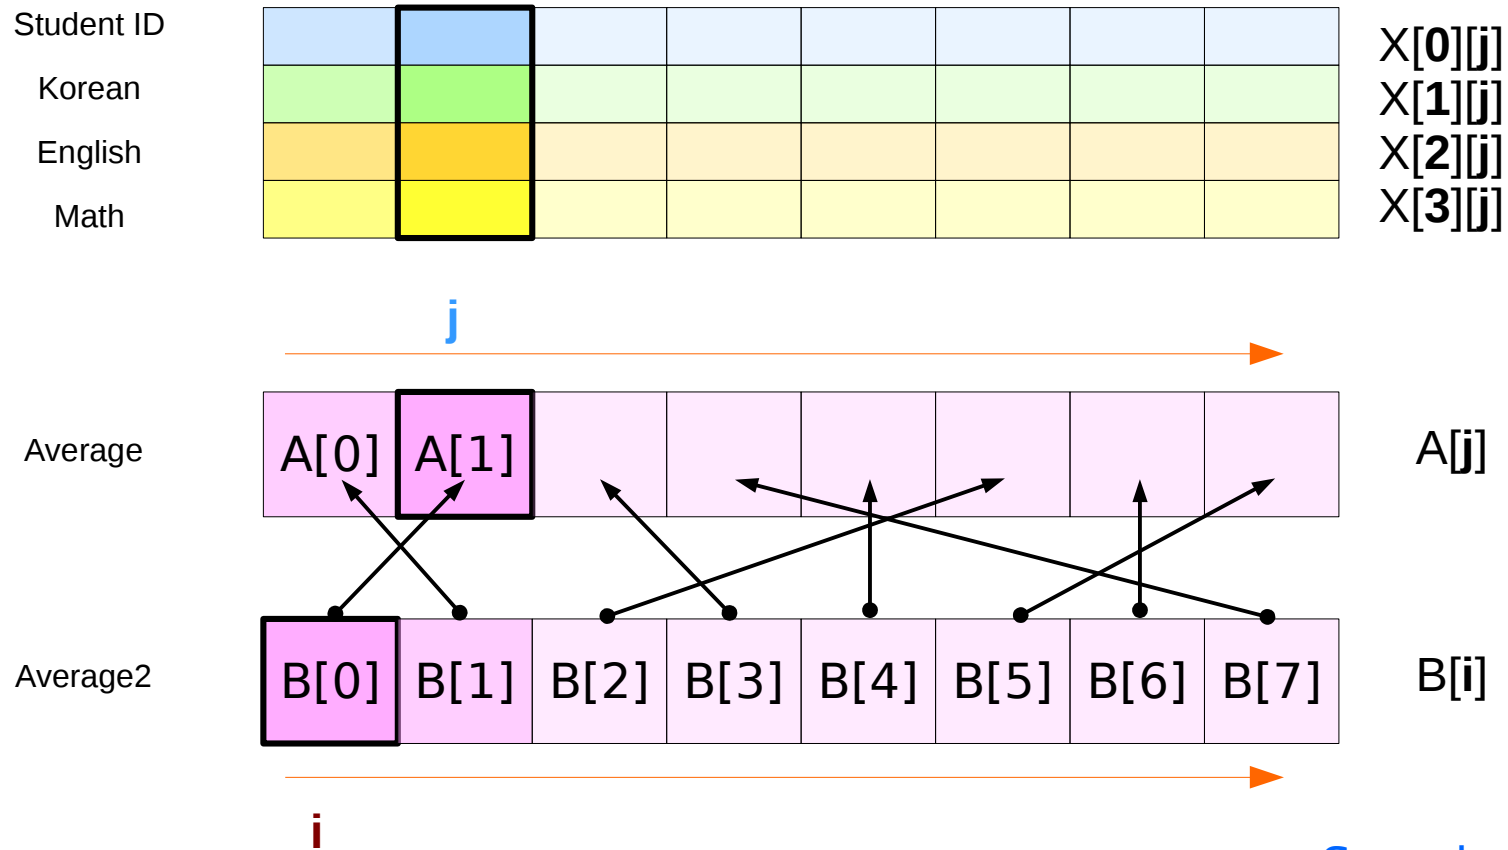 Student ID
X[0][j]
Korean
X[1][j]
English
X[2][j]
Math
X[3][j]
j
Average
A[0] A[1]
A[j]
Average2
B[0] B[1] B[2] B[3] B[4] B[5] B[6] B[7]
B[i]
i